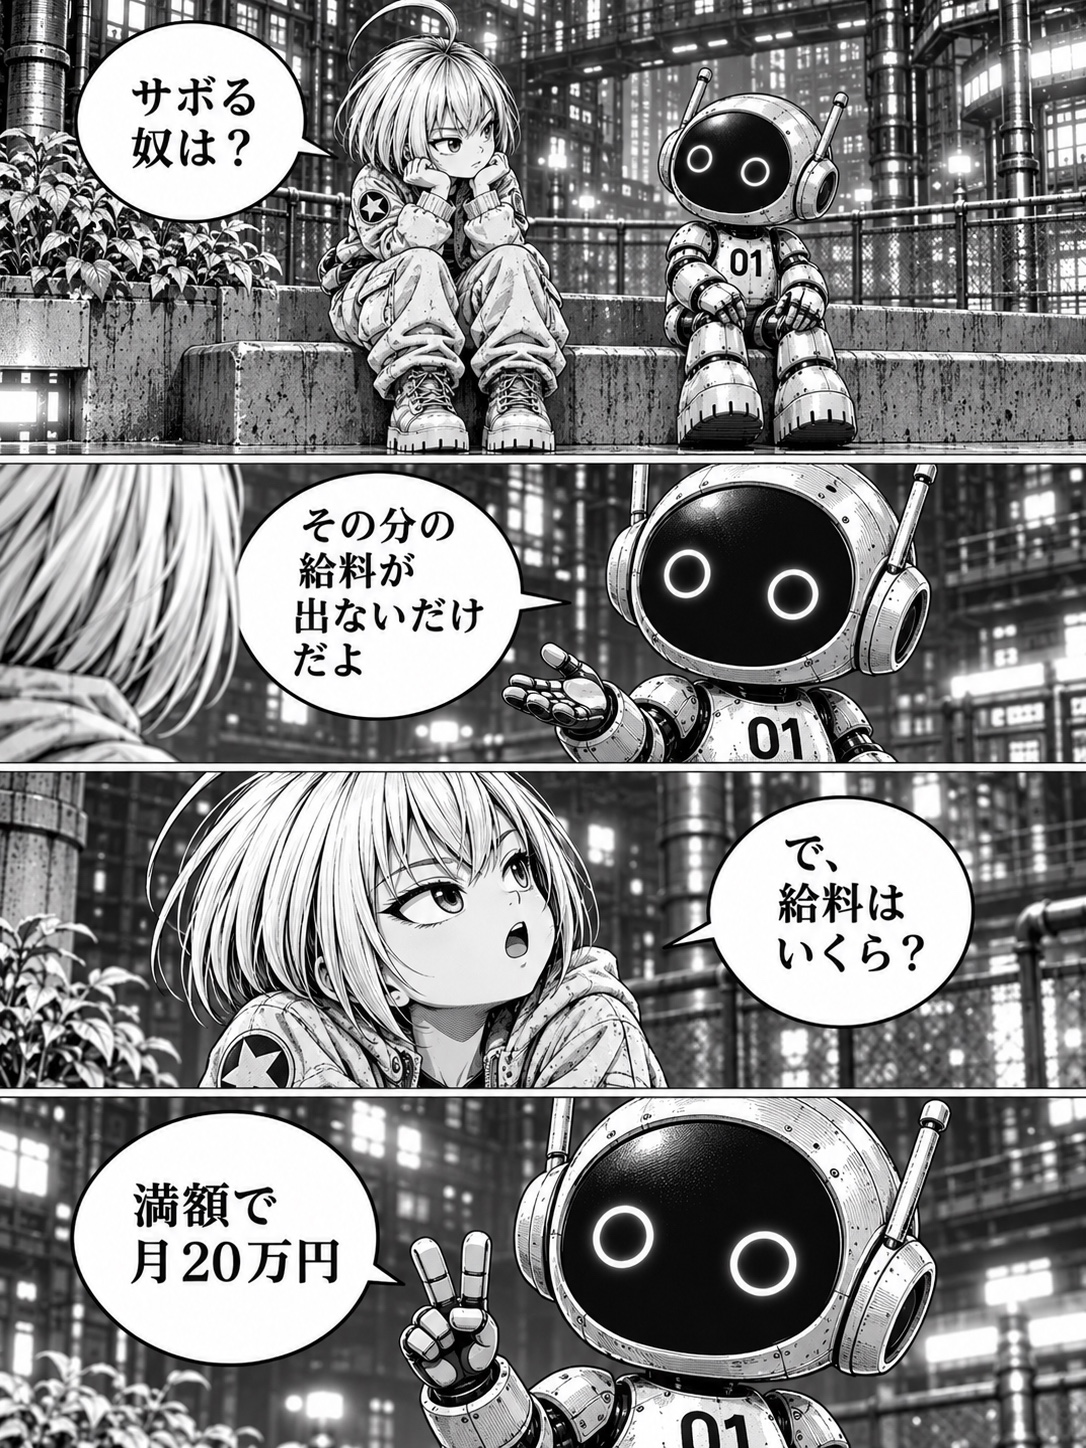 サボる
奴は？
01
その分の
給料が
出ないだけ
だよ
01
で、
給料は
いくら？
満額で
月20万円
01